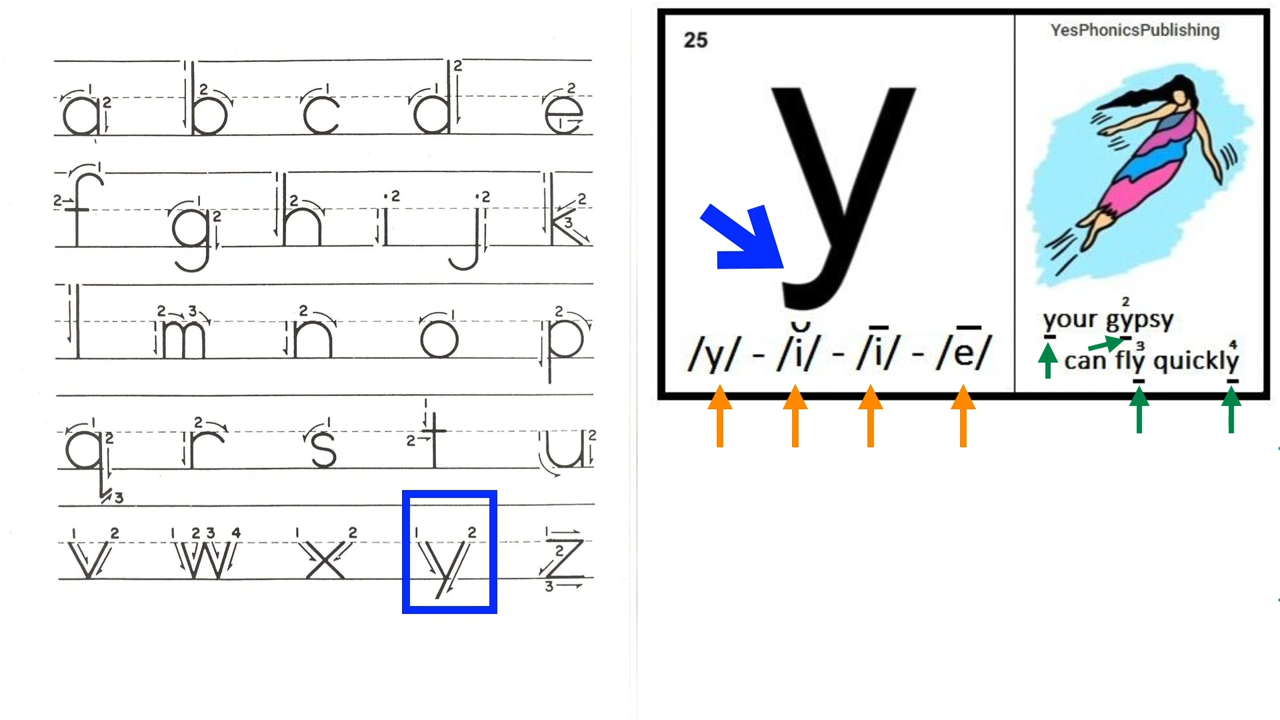 a b c d e
f g h i j k
l m n o p
q r s t u
v w x y z
25
YesPhonicsPublishing
y
/y/ - /ĭ/ - /ī/ - /ē/
your gypsy
can fly quickly